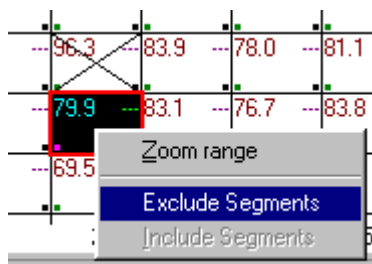 --- 96.3 --- 83.9 --- 78.0 --- 81.1
--- 79.9 --- 83.1 --- 76.7 --- 83.8
--- 69.5
Zoom range
Exclude Segments
Include Segments